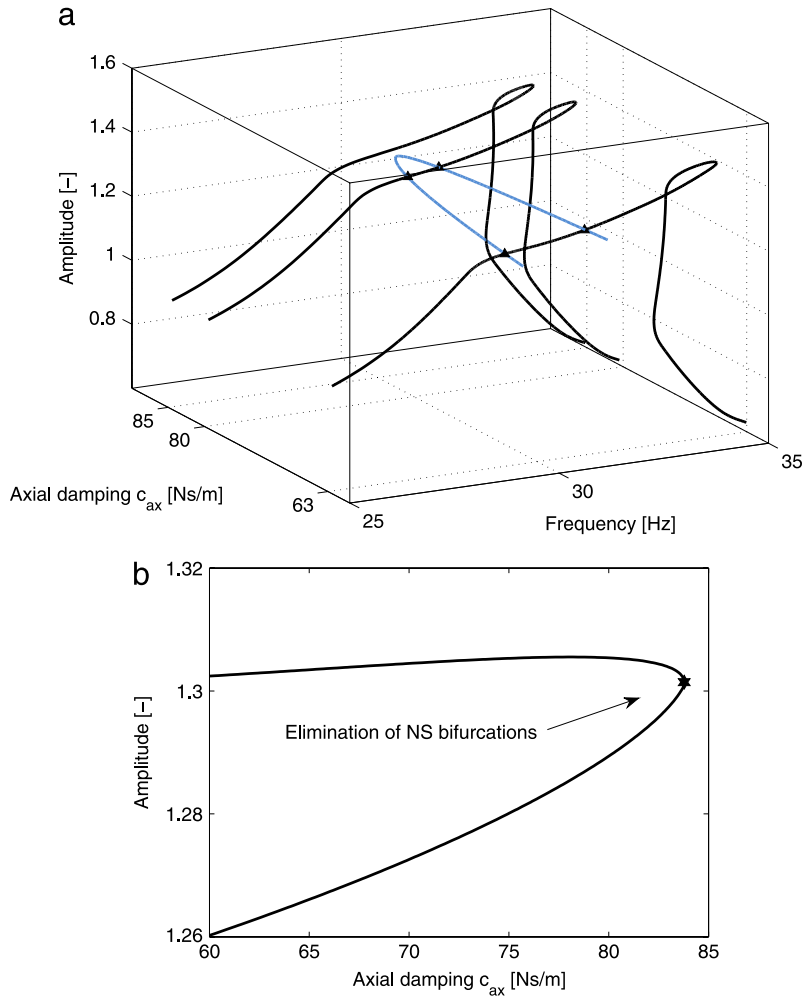 a
1.6
1.4
1.2
1
0.8
Amplitude [–]
85
80
63
Axial damping cax [Ns/m]
25
30
35
Frequency [Hz]
b
1.32
1.3
1.28
1.26
Amplitude [–]
Elimination of NS bifurcations
60 65 70 75 80 85
Axial damping cax [Ns/m]